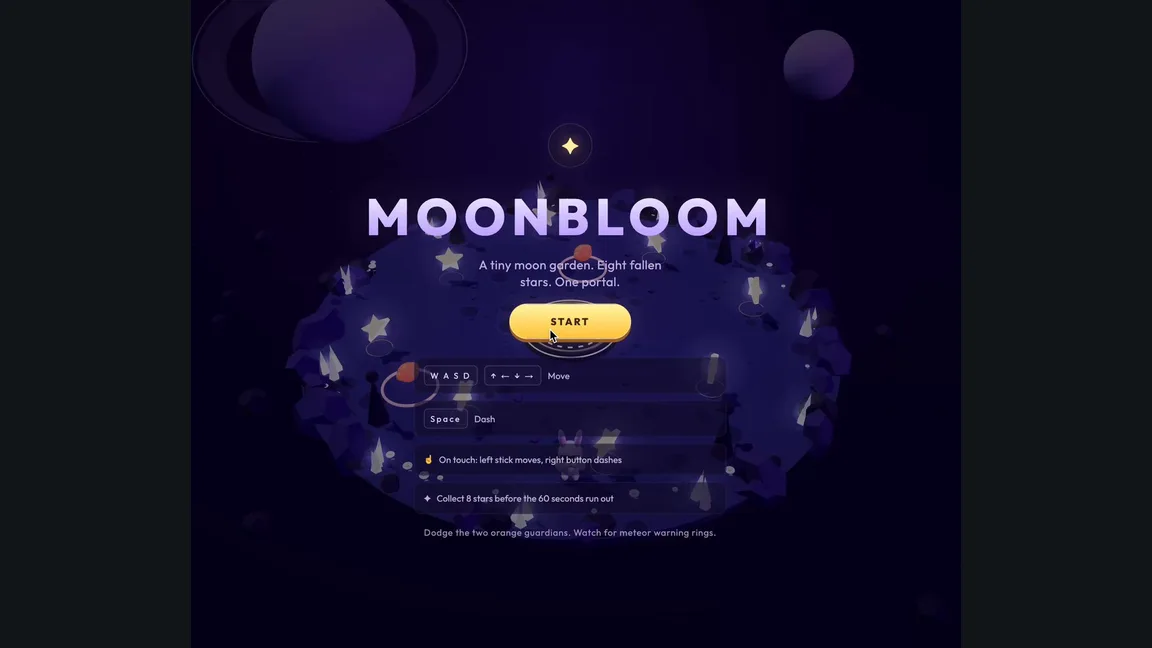 MOONBLOOM
A tiny moon garden. Eight fallen
stars. One portal.
START
W A S D ↑ ← ↓ → Move
Space Dash
☝ On touch: left stick moves, right button dashes
✦ Collect 8 stars before the 60 seconds run out
Dodge the two orange guardians. Watch for meteor warning rings.